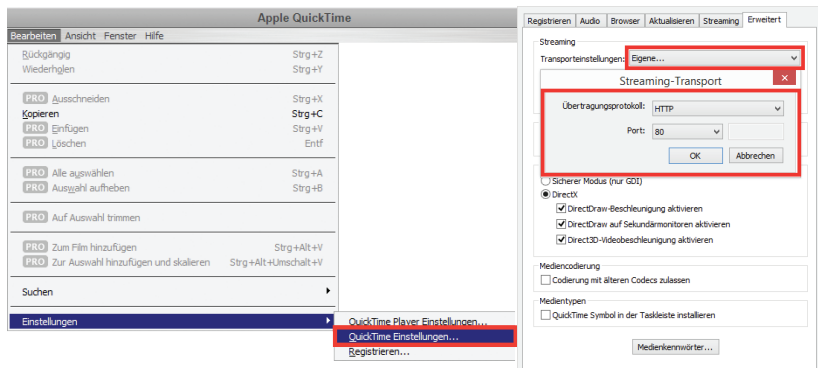 Apple QuickTime
Bearbeiten Ansicht Fenster Hilfe
Rückgängig Strg+Z
Wiederholen Strg+Y
PRO Ausschneiden Strg+X
Kopieren Strg+C
PRO Einfügen Strg+V
PRO Löschen Entf
PRO Alle auswählen Strg+A
PRO Auswahl aufheben Strg+B
PRO Auf Auswahl trimmen
PRO Zum Film hinzufügen Strg+Alt+V
PRO Zur Auswahl hinzufügen und skalieren Strg+Alt+Umschalt+V
Suchen
Einstellungen
QuickTime Player Einstellungen...
QuickTime Einstellungen...
Registrieren...
Registrieren Audio Browser Aktualisieren Streaming Erweitert
Streaming
Transporteinstellungen: Eigene...
Streaming-Transport
Übertragungsprotokoll: HTTP
Port: 80
OK Abbrechen
Sicherer Modus (nur GDI)
DirectX
DirectDraw-Beschleunigung aktivieren
DirectDraw auf Sekundärmonitoren aktivieren
Direct3D-Videobeschleunigung aktivieren
Mediencodierung
Codierung mit älteren Codecs zulassen
Medientypen
QuickTime Symbol in der Taskleiste installieren
Medienkennwörter...